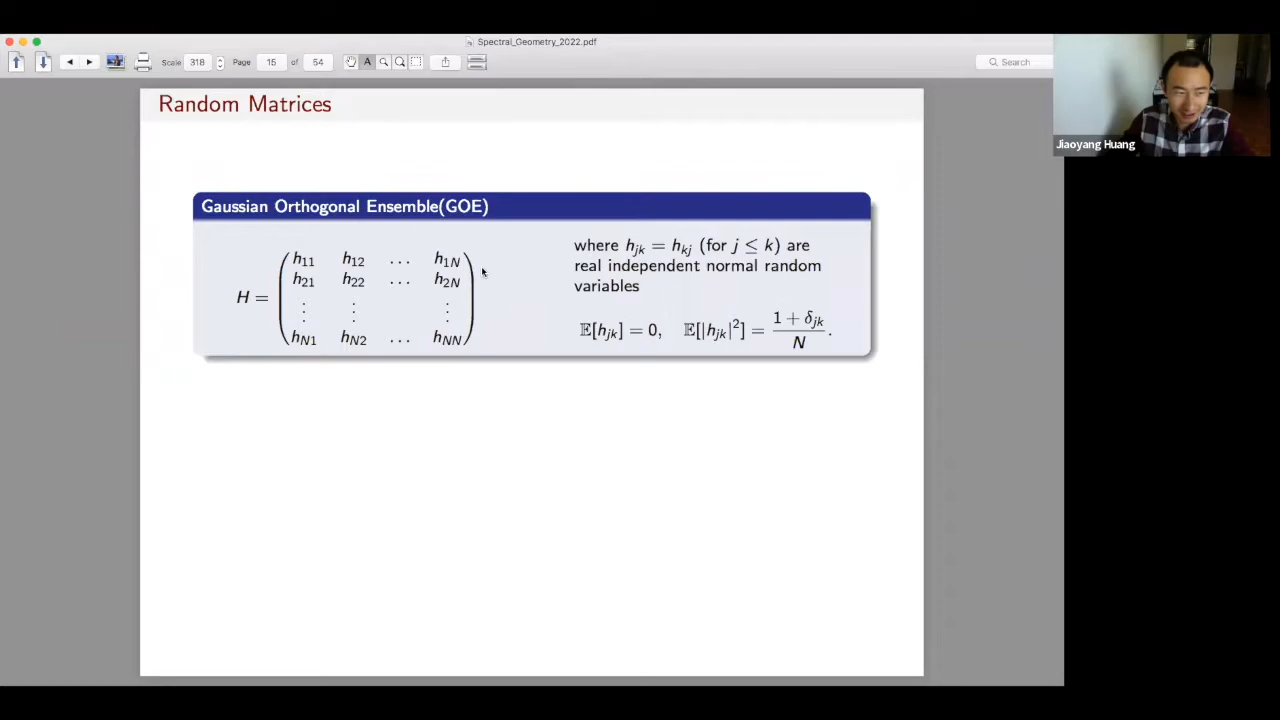 Spectral_Geometry_2022.pdf
Scale 318 Page 15 of 54 A Search
Random Matrices
Jiaoyang Huang
Gaussian Orthogonal Ensemble(GOE)
H = ( h₁₁ h₁₂ ... h₁N
h₂₁ h₂₂ ... h₂N
⋮ ⋮ ⋮
hN₁ hN₂ ... hNN )
where hjk = hkj (for j ≤ k) are
real independent normal random
variables
𝔼[hjk] = 0, 𝔼[|hjk|²] = (1 + δjk)/N.